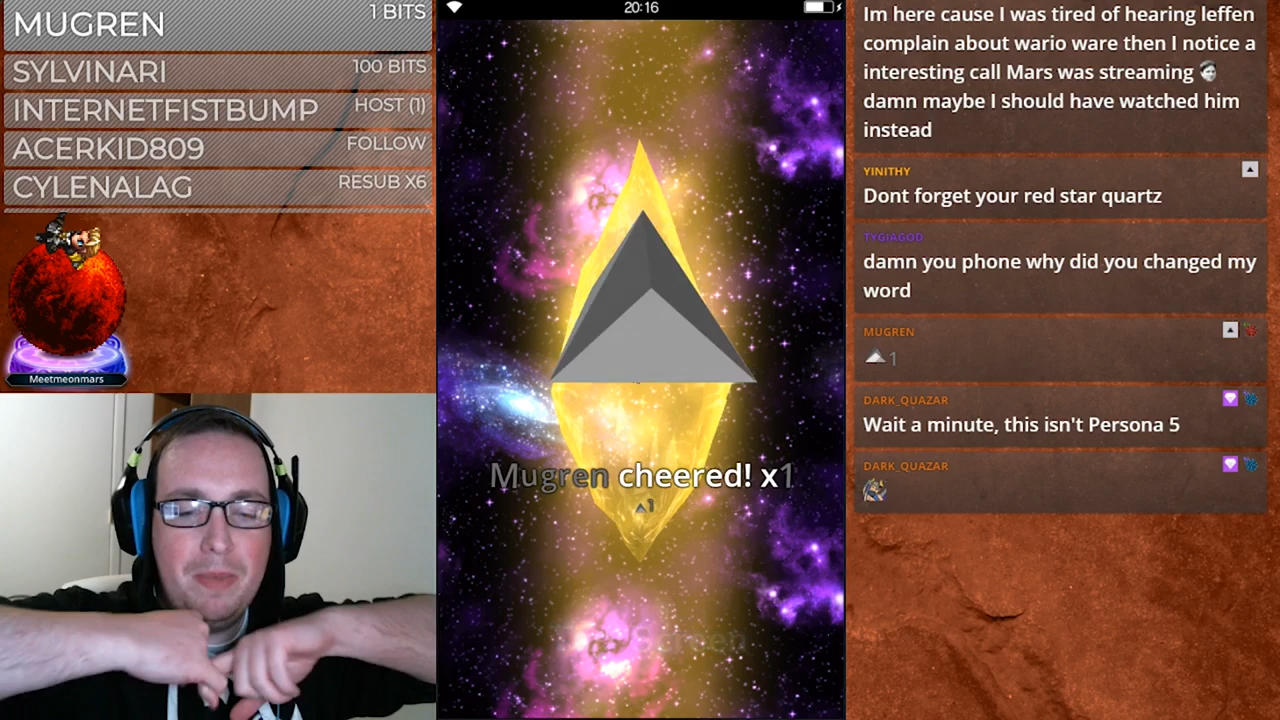 MUGREN 1 BITS
SYLVINARI 100 BITS
INTERNETFISTBUMP HOST (1)
ACERKID809 FOLLOW
CYLENALAG RESUB X6
Meetmeonmars
20:16
Mugren cheered! x1
1
Im here cause I was tired of hearing leffen
complain about wario ware then I notice a
interesting call Mars was streaming
damn maybe I should have watched him
instead
YINITHY
Dont forget your red star quartz
TYGIAGOD
damn you phone why did you changed my
word
MUGREN
1
DARK_QUAZAR
Wait a minute, this isn't Persona 5
DARK_QUAZAR